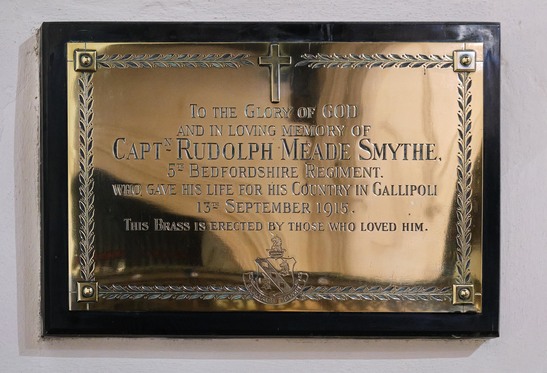 To the Glory of GOD
and in loving memory of
Captⁿ Rudolph Meade Smythe,
5ᵀᴴ Bedfordshire Regiment.
who gave his life for his Country in Gallipoli
13ᵀᴴ September 1915.
This Brass is erected by those who loved him.